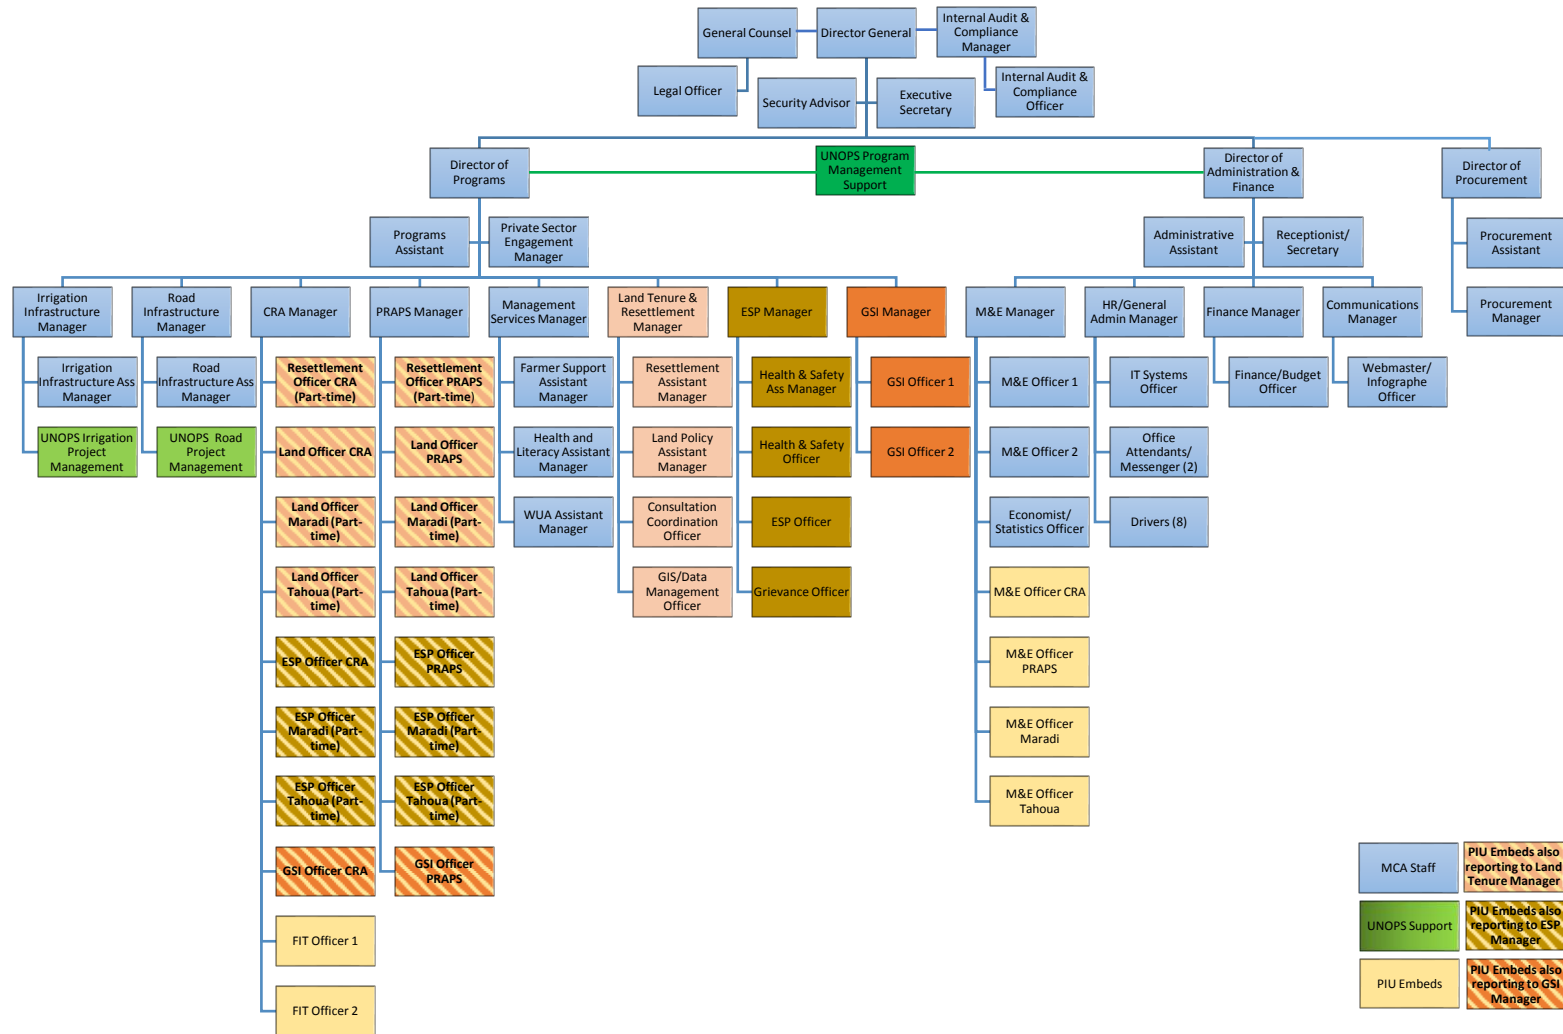 General Counsel
Director General
Internal Audit &
Compliance
Manager
Legal Officer
Security Advisor
Executive
Secretary
Internal Audit &
Compliance
Officer
Director of
Programs
UNOPS Program
Management
Support
Director of
Administration &
Finance
Director of
Procurement
Programs
Assistant
Private Sector
Engagement
Manager
Administrative
Assistant
Receptionist/
Secretary
Procurement
Assistant
Irrigation
Infrastructure
Manager
Road
Infrastructure
Manager
CRA Manager
PRAPS Manager
Management
Services Manager
Land Tenure &
Resettlement
Manager
ESP Manager
GSI Manager
M&E Manager
HR/General
Admin Manager
Finance Manager
Communications
Manager
Procurement
Manager
Irrigation
Infrastructure Ass
Manager
Road
Infrastructure Ass
Manager
Resettlement
Officer CRA
(Part-time)
Resettlement
Officer PRAPS
(Part-time)
Farmer Support
Assistant
Manager
Resettlement
Assistant
Manager
Health & Safety
Ass Manager
GSI Officer 1
M&E Officer 1
IT Systems
Officer
Finance/Budget
Officer
Webmaster/
Infographe
Officer
UNOPS Irrigation
Project
Management
UNOPS Road
Project
Management
Land Officer CRA
Land Officer
PRAPS
Health and
Literacy Assistant
Manager
Land Policy
Assistant
Manager
Health & Safety
Officer
GSI Officer 2
M&E Officer 2
Office
Attendants/
Messenger (2)
Land Officer
Maradi (Part-
time)
Land Officer
Maradi (Part-
time)
WUA Assistant
Manager
Consultation
Coordination
Officer
ESP Officer
Economist/
Statistics Officer
Drivers (8)
Land Officer
Tahoua (Part-
time)
Land Officer
Tahoua (Part-
time)
GIS/Data
Management
Officer
Grievance Officer
M&E Officer CRA
ESP Officer CRA
ESP Officer
PRAPS
M&E Officer
PRAPS
ESP Officer
Maradi (Part-
time)
ESP Officer
Maradi (Part-
time)
M&E Officer
Maradi
ESP Officer
Tahoua (Part-
time)
ESP Officer
Tahoua (Part-
time)
M&E Officer
Tahoua
GSI Officer CRA
GSI Officer
PRAPS
FIT Officer 1
FIT Officer 2
MCA Staff
PIU Embeds also
reporting to Land
Tenure Manager
UNOPS Support
PIU Embeds also
reporting to ESP
Manager
PIU Embeds
PIU Embeds also
reporting to GSI
Manager